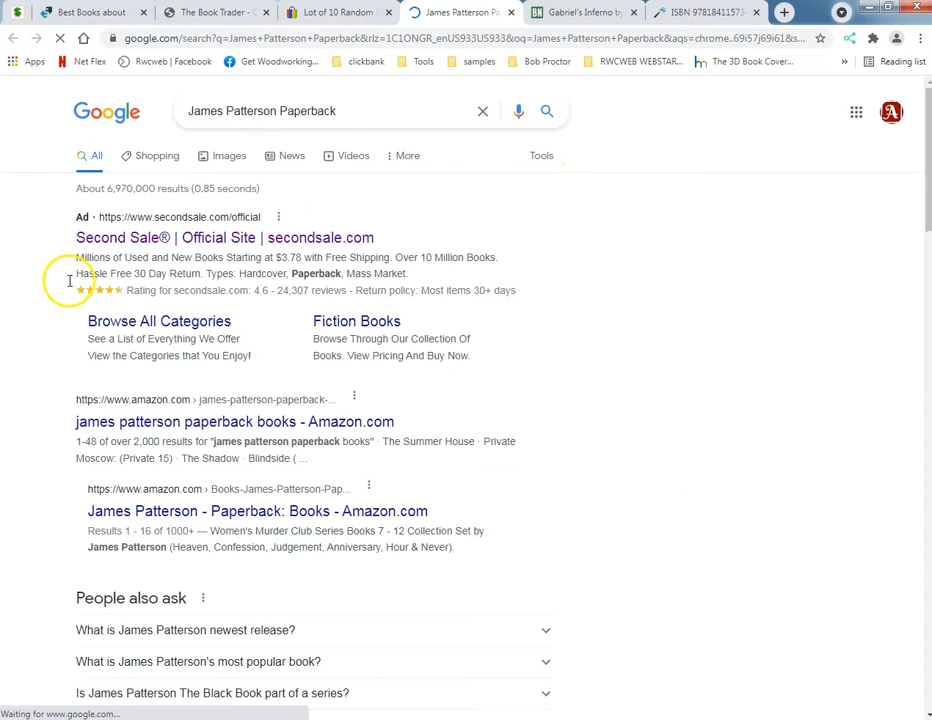 Best Books about
The Book Trader - C
Lot of 10 Random J
James Patterson Pa
Gabriel's Inferno by
ISBN 9781841157
google.com/search?q=James+Patterson+Paperback&rlz=1C1ONGR_enUS933US933&oq=James+Patterson+Paperback&aqs=chrome..69i57j69i61&s...
Apps
Net Flex
Rwcweb | Facebook
Get Woodworking...
clickbank
Tools
samples
Bob Proctor
RWCWEB WEBSTAR...
The 3D Book Cover...
»
Reading list
Google
James Patterson Paperback
A
All
Shopping
Images
News
Videos
More
Tools
About 6,970,000 results (0.85 seconds)
Ad · https://www.secondsale.com/official
Second Sale® | Official Site | secondsale.com
Millions of Used and New Books Starting at $3.78 with Free Shipping. Over 10 Million Books.
Hassle Free 30 Day Return. Types: Hardcover, Paperback, Mass Market.
Rating for secondsale.com: 4.6 - 24,307 reviews - Return policy: Most items 30+ days
Browse All Categories
See a List of Everything We Offer
View the Categories that You Enjoy!
Fiction Books
Browse Through Our Collection Of
Books. View Pricing And Buy Now.
https://www.amazon.com › james-patterson-paperback-...
james patterson paperback books - Amazon.com
1-48 of over 2,000 results for "james patterson paperback books" · The Summer House · Private
Moscow: (Private 15) · The Shadow · Blindside ( ...
https://www.amazon.com › Books-James-Patterson-Pap...
James Patterson - Paperback: Books - Amazon.com
Results 1 - 16 of 1000+ — Women's Murder Club Series Books 7 - 12 Collection Set by
James Patterson (Heaven, Confession, Judgement, Anniversary, Hour & Never).
People also ask
What is James Patterson newest release?
What is James Patterson's most popular book?
Is James Patterson The Black Book part of a series?
Waiting for www.google.com...